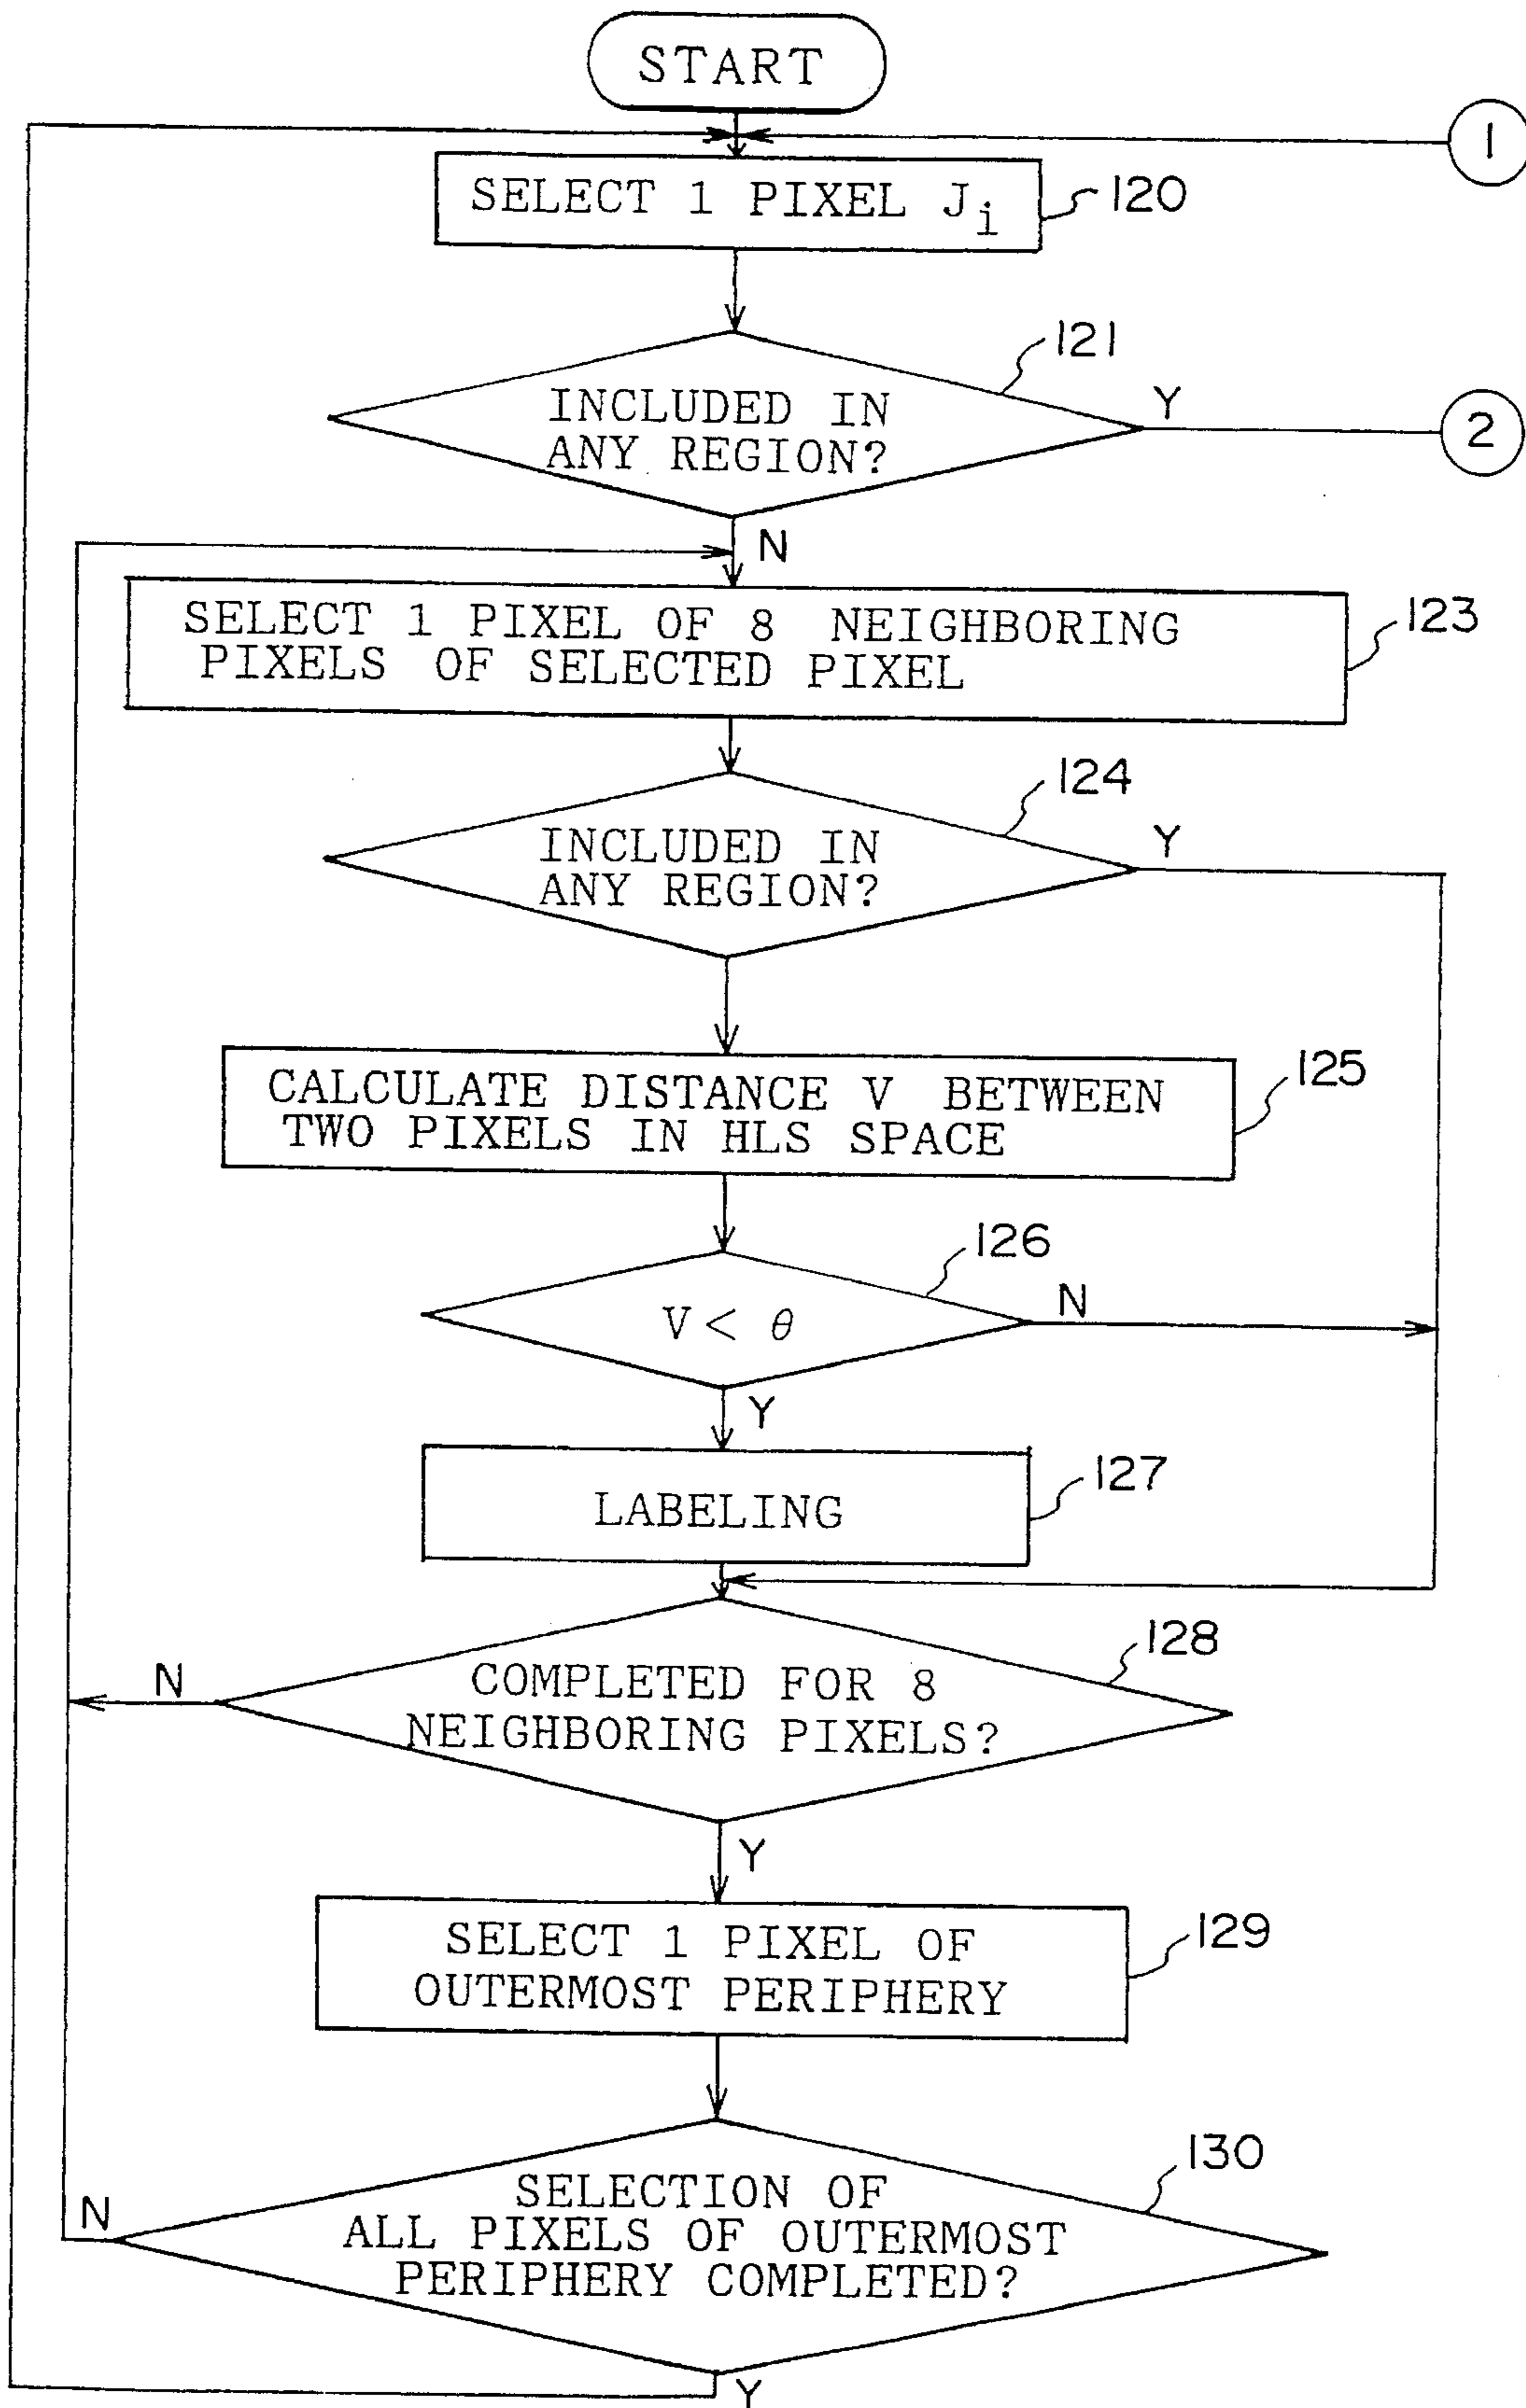 START
1
SELECT 1 PIXEL Ji
120
121
INCLUDED IN
ANY REGION?
Y
2
N
SELECT 1 PIXEL OF 8 NEIGHBORING
PIXELS OF SELECTED PIXEL
123
124
INCLUDED IN
ANY REGION?
Y
CALCULATE DISTANCE V BETWEEN
TWO PIXELS IN HLS SPACE
125
126
V < θ
N
Y
LABELING
127
128
COMPLETED FOR 8
NEIGHBORING PIXELS?
N
Y
SELECT 1 PIXEL OF
OUTERMOST PERIPHERY
129
130
SELECTION OF
ALL PIXELS OF OUTERMOST
PERIPHERY COMPLETED?
N
Y